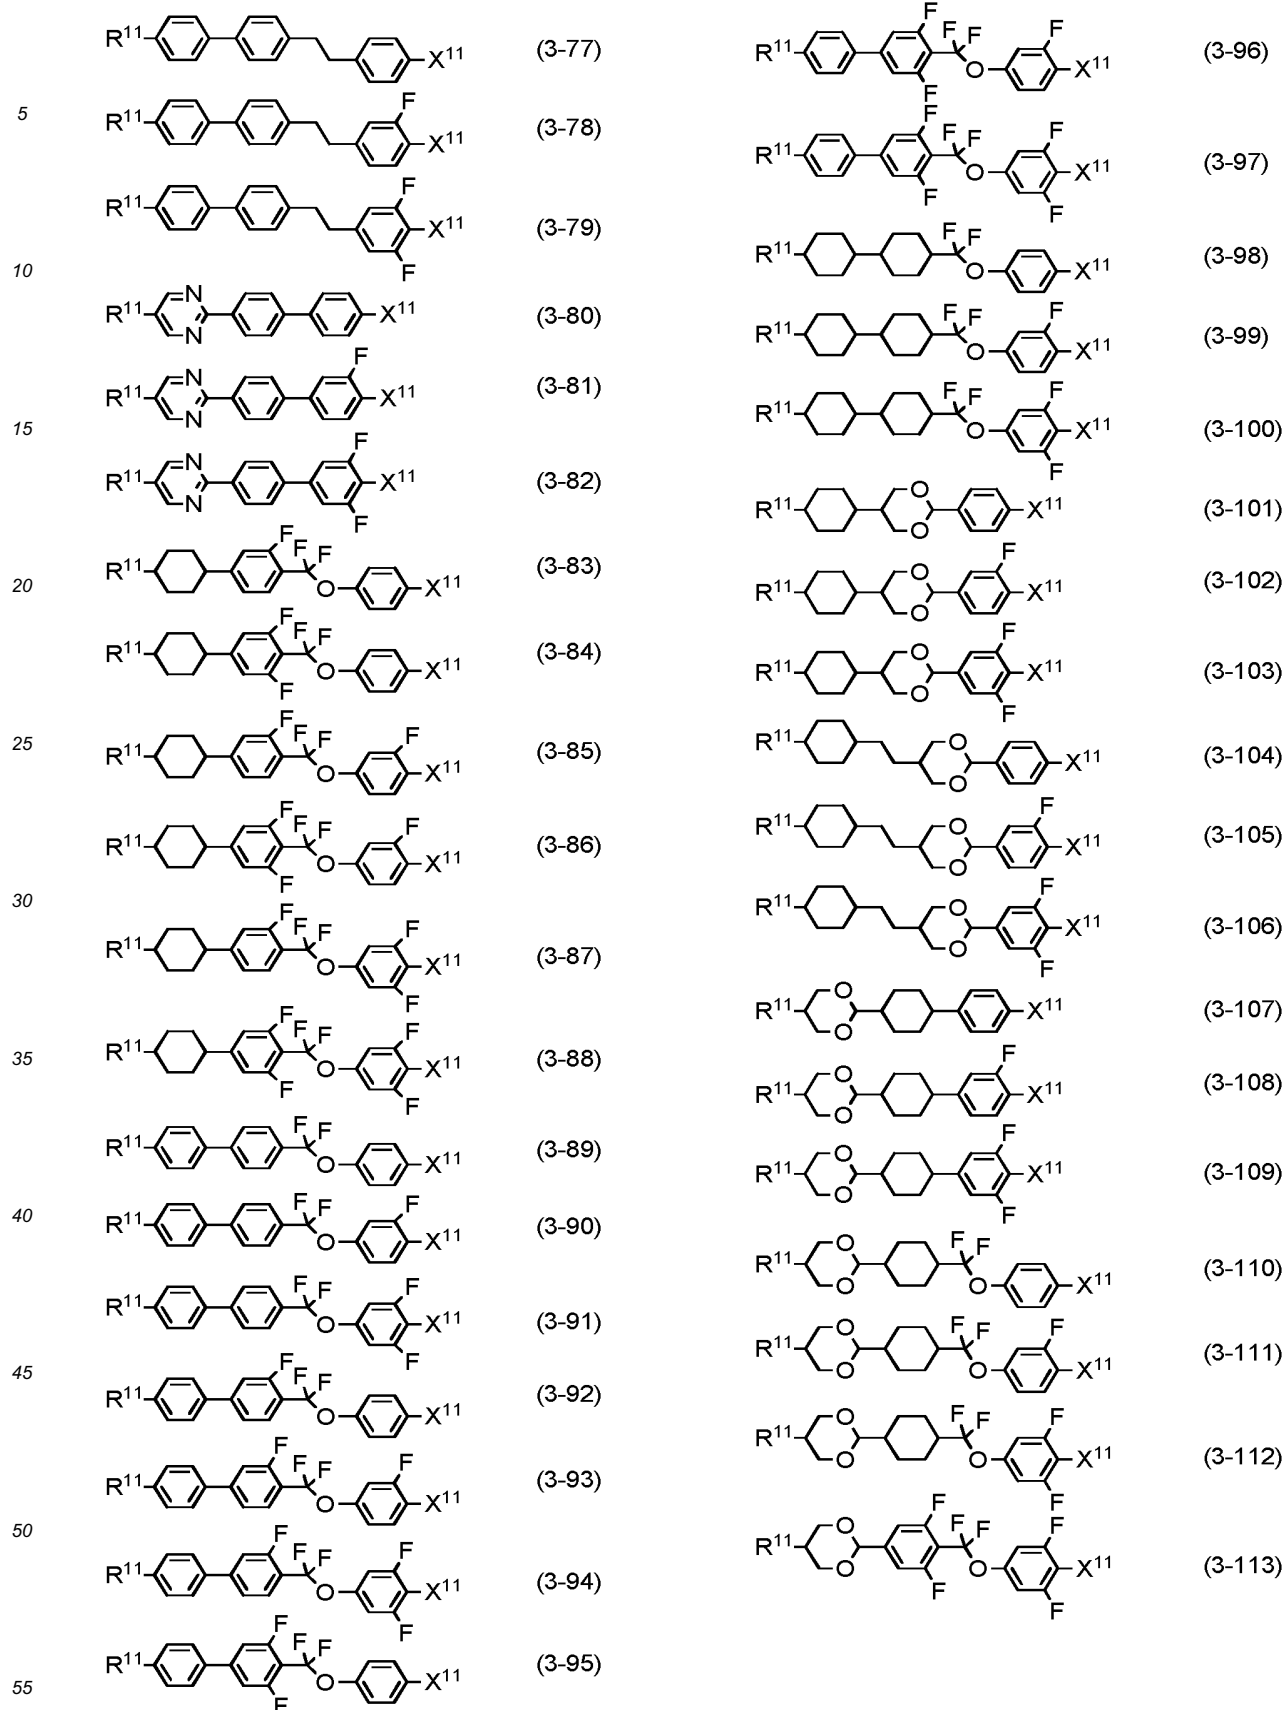 R¹¹ X¹¹ (3-77)
5
R¹¹ F X¹¹ (3-78)
R¹¹ F X¹¹ F (3-79)
10
R¹¹ N N X¹¹ (3-80)
R¹¹ N N F X¹¹ (3-81)
15
R¹¹ N N F X¹¹ F (3-82)
R¹¹ F F F O X¹¹ (3-83)
20
R¹¹ F F F F O X¹¹ (3-84)
25
R¹¹ F F F O F X¹¹ (3-85)
R¹¹ F F F F O F X¹¹ (3-86)
30
R¹¹ F F F O F X¹¹ F (3-87)
35
R¹¹ F F F F O F X¹¹ F (3-88)
R¹¹ F F O X¹¹ (3-89)
40
R¹¹ F F O F X¹¹ (3-90)
R¹¹ F F O F X¹¹ F (3-91)
45
R¹¹ F F F O X¹¹ (3-92)
R¹¹ F F F O F X¹¹ (3-93)
50
R¹¹ F F F O F X¹¹ F (3-94)
55
R¹¹ F F F F O X¹¹ (3-95)
R¹¹ F F F F O F X¹¹ (3-96)
R¹¹ F F F F O F X¹¹ F (3-97)
R¹¹ F F O X¹¹ (3-98)
R¹¹ F F O F X¹¹ (3-99)
R¹¹ F F O F X¹¹ F (3-100)
R¹¹ O O X¹¹ (3-101)
R¹¹ O O F X¹¹ (3-102)
R¹¹ O O F X¹¹ F (3-103)
R¹¹ O O X¹¹ (3-104)
R¹¹ O O F X¹¹ (3-105)
R¹¹ O O F X¹¹ F (3-106)
R¹¹ O O X¹¹ (3-107)
R¹¹ O O F X¹¹ (3-108)
R¹¹ O O F X¹¹ F (3-109)
R¹¹ O O F F O X¹¹ (3-110)
R¹¹ O O F F O F X¹¹ (3-111)
R¹¹ O O F F O F X¹¹ F (3-112)
R¹¹ O O F F F F O F X¹¹ F (3-113)